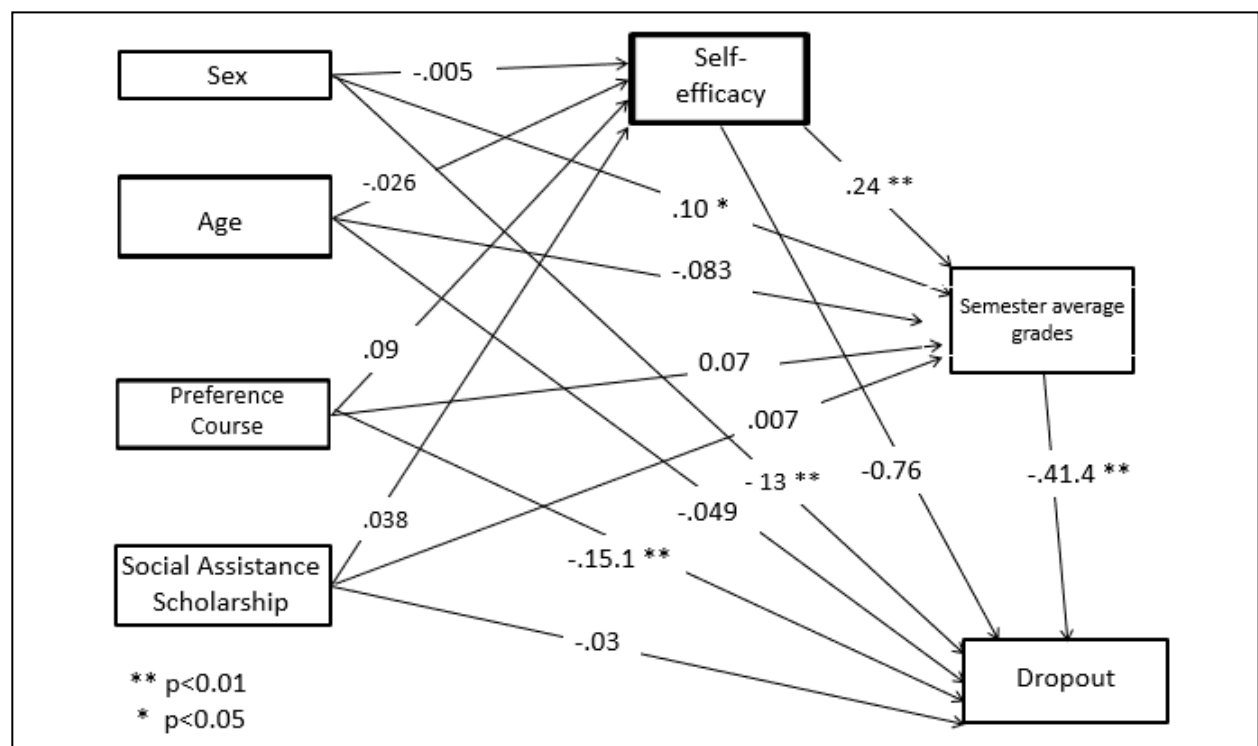 Sex
-.005
Self-
efficacy
Age
-.026
.24 **
.10 *
-.083
Semester average
grades
.09
0.07
Preference
Course
.007
- 13 **
-0.76
-.41.4 **
.038
-.049
-.15.1 **
Social Assistance
Scholarship
-.03
Dropout
** p<0.01
* p<0.05